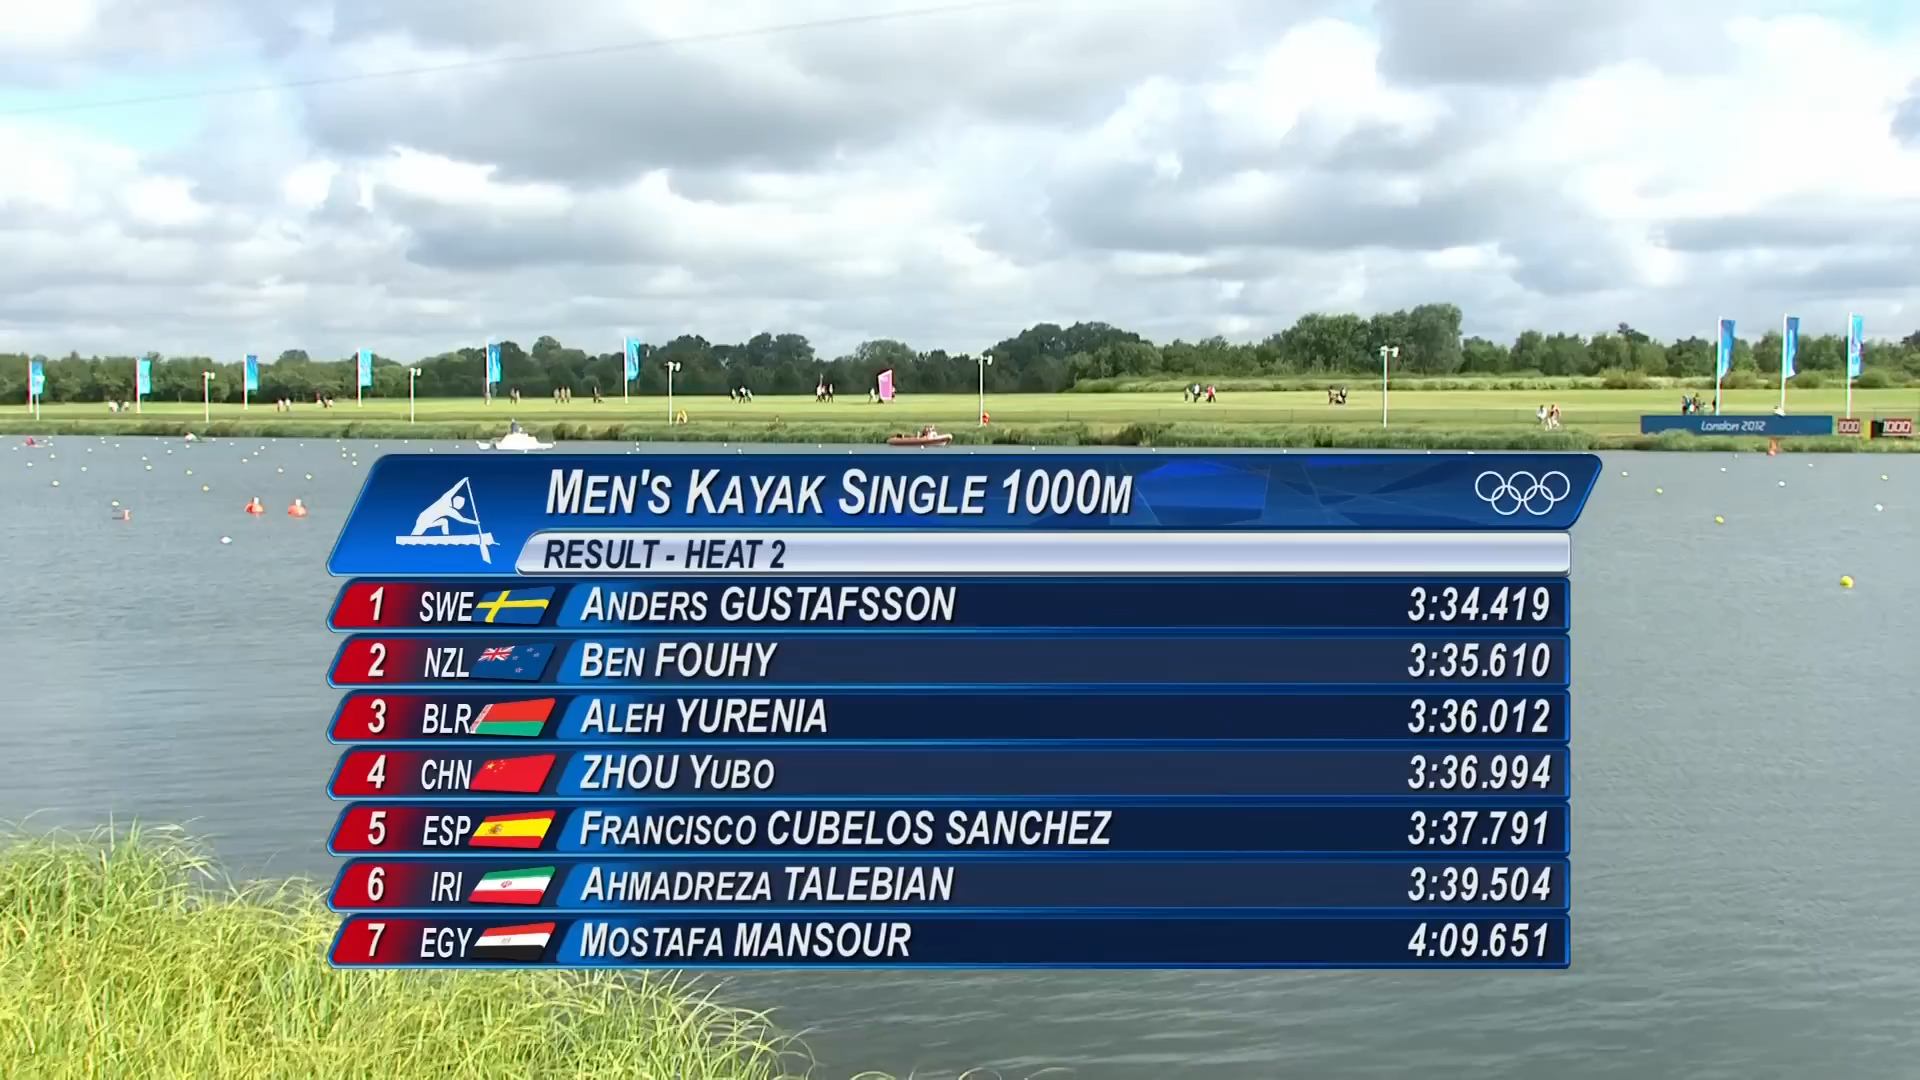 London 2012
1000
1000
MEN'S KAYAK SINGLE 1000M
RESULT - HEAT 2
1 SWE ANDERS GUSTAFSSON 3:34.419
2 NZL BEN FOUHY 3:35.610
3 BLR ALEH YURENIA 3:36.012
4 CHN ZHOU YUBO 3:36.994
5 ESP FRANCISCO CUBELOS SANCHEZ 3:37.791
6 IRI AHMADREZA TALEBIAN 3:39.504
7 EGY MOSTAFA MANSOUR 4:09.651